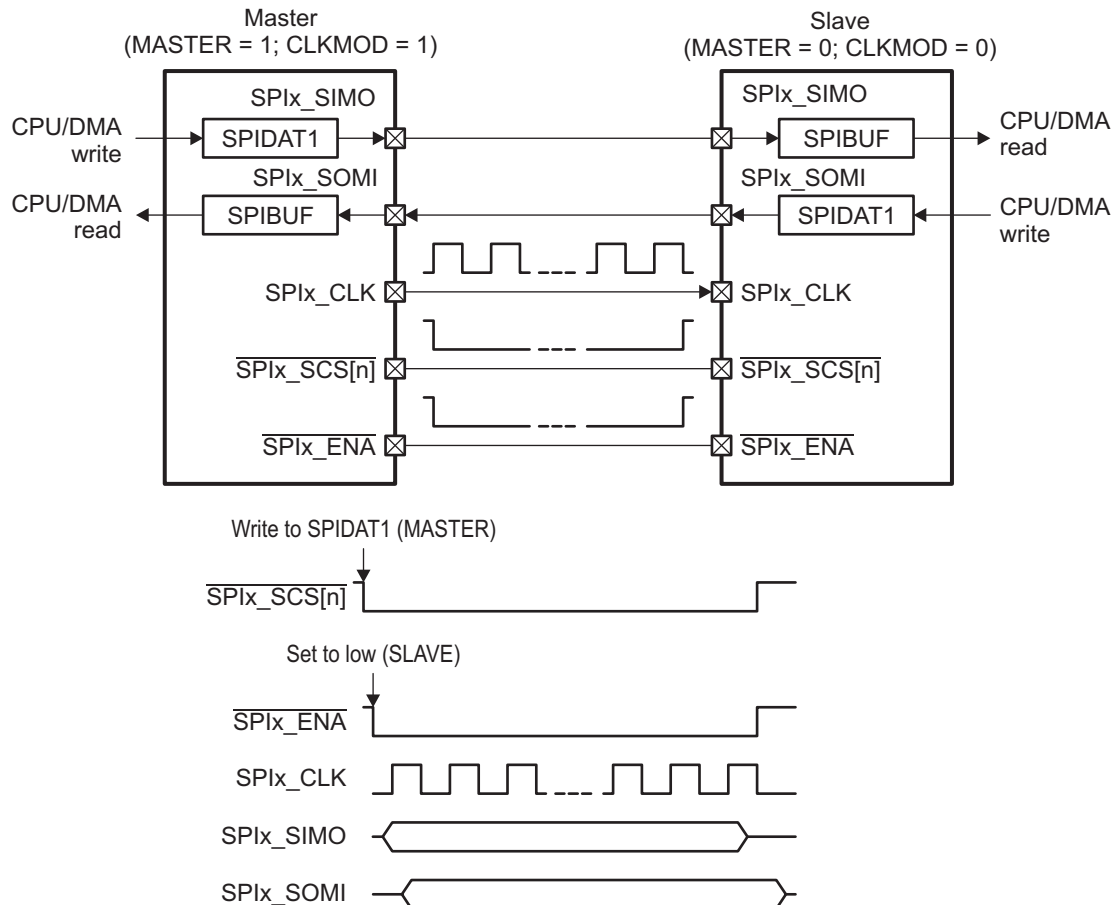 Master
(MASTER = 1; CLKMOD = 1)
Slave
(MASTER = 0; CLKMOD = 0)
SPIx_SIMO
SPIx_SIMO
CPU/DMA
write
SPIDAT1
SPIBUF
CPU/DMA
read
SPIx_SOMI
SPIx_SOMI
CPU/DMA
read
SPIBUF
SPIDAT1
CPU/DMA
write
SPIx_CLK
SPIx_CLK
SPIx_SCS[n]
SPIx_SCS[n]
SPIx_ENA
SPIx_ENA
Write to SPIDAT1 (MASTER)
SPIx_SCS[n]
Set to low (SLAVE)
SPIx_ENA
SPIx_CLK
SPIx_SIMO
SPIx_SOMI